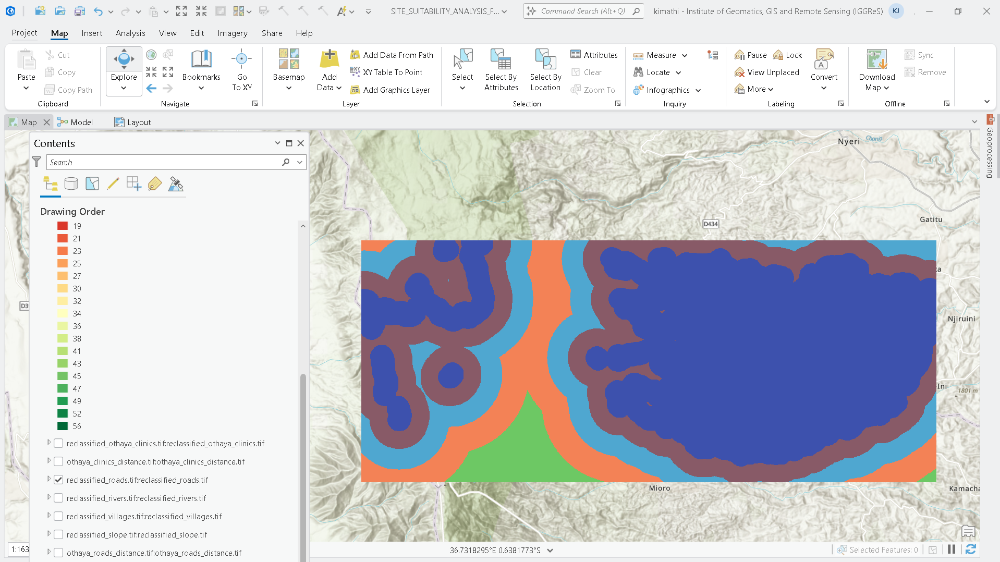 SITE_SUITABILITY_ANALYSIS_F...
Command Search (Alt+Q)
kimathi - Institute of Geomatics, GIS and Remote Sensing (IGGReS)
KJ
Project
Map
Insert
Analysis
View
Edit
Imagery
Share
Help
Paste
Cut
Copy
Copy Path
Clipboard
Explore
Bookmarks
Go
To XY
Navigate
Basemap
Add
Data
Add Data From Path
XY Table To Point
Add Graphics Layer
Layer
Select
Select By
Attributes
Select By
Location
Attributes
Clear
Zoom To
Selection
Measure
Locate
Infographics
Inquiry
Pause
Lock
View Unplaced
More
Convert
Labeling
Download
Map
Sync
Remove
Offline
Map
Model
Layout
Geoprocessing
Contents
Search
Drawing Order
19
21
23
25
27
30
32
34
36
38
41
43
45
47
49
52
56
reclassified_othaya_clinics.tif:reclassified_othaya_clinics.tif
othaya_clinics_distance.tif:othaya_clinics_distance.tif
reclassified_roads.tif:reclassified_roads.tif
reclassified_rivers.tif:reclassified_rivers.tif
reclassified_villages.tif:reclassified_villages.tif
reclassified_slope.tif:reclassified_slope.tif
othaya_roads_distance.tif:othaya_roads_distance.tif
Nyeri
Chania
Gatitu
D434
D3
Njiruini
Ini
1801 m
Mioro
Kamacha
1:163
36.7318295°E 0.6381773°S
Selected Features: 0